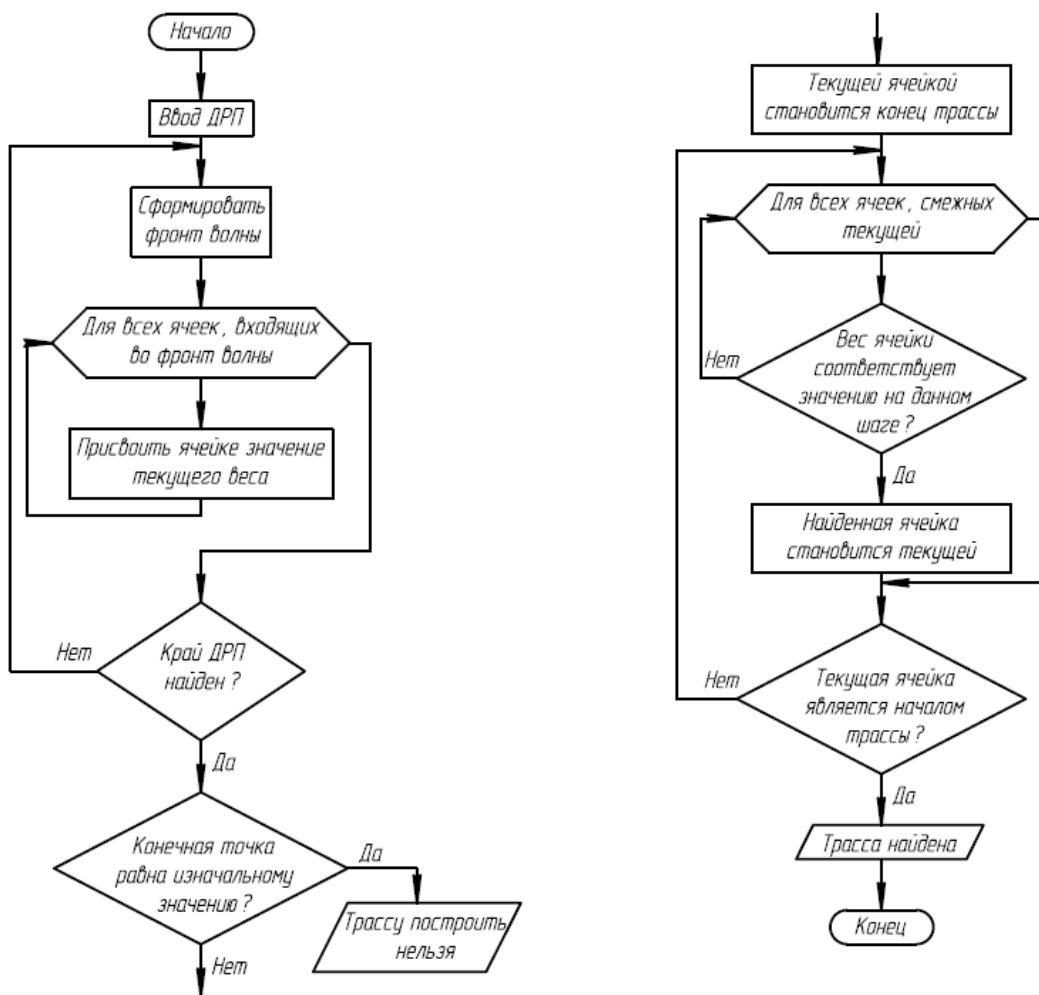 Начало
Ввод ДРП
Сформировать
фронт волны
Для всех ячеек, входящих
во фронт волны
Присвоить ячейке значение
текущего веса
Нет
Край ДРП
найден ?
Да
Конечная точка
равна изначальному
значению ?
Да
Трассу построить
нельзя
Нет
Текущей ячейкой
становится конец трассы
Для всех ячеек, смежных
текущей
Нет
Вес ячейки
соответствует
значению на данном
шаге ?
Да
Найденная ячейка
становится текущей
Нет
Текущая ячейка
является началом
трассы ?
Да
Трасса найдена
Конец